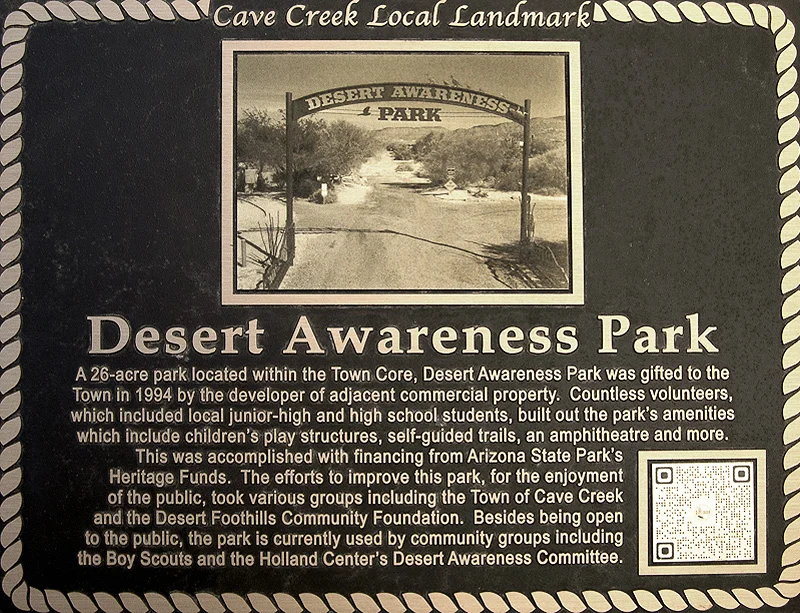 Cave Creek Local Landmark
DESERT AWARENESS
PARK
Desert Awareness Park
A 26-acre park located within the Town Core, Desert Awareness Park was gifted to the
Town in 1994 by the developer of adjacent commercial property. Countless volunteers,
which included local junior-high and high school students, built out the park's amenities
which include children's play structures, self-guided trails, an amphitheatre and more.
This was accomplished with financing from Arizona State Park's
Heritage Funds. The efforts to improve this park, for the enjoyment
of the public, took various groups including the Town of Cave Creek
and the Desert Foothills Community Foundation. Besides being open
to the public, the park is currently used by community groups including
the Boy Scouts and the Holland Center's Desert Awareness Committee.